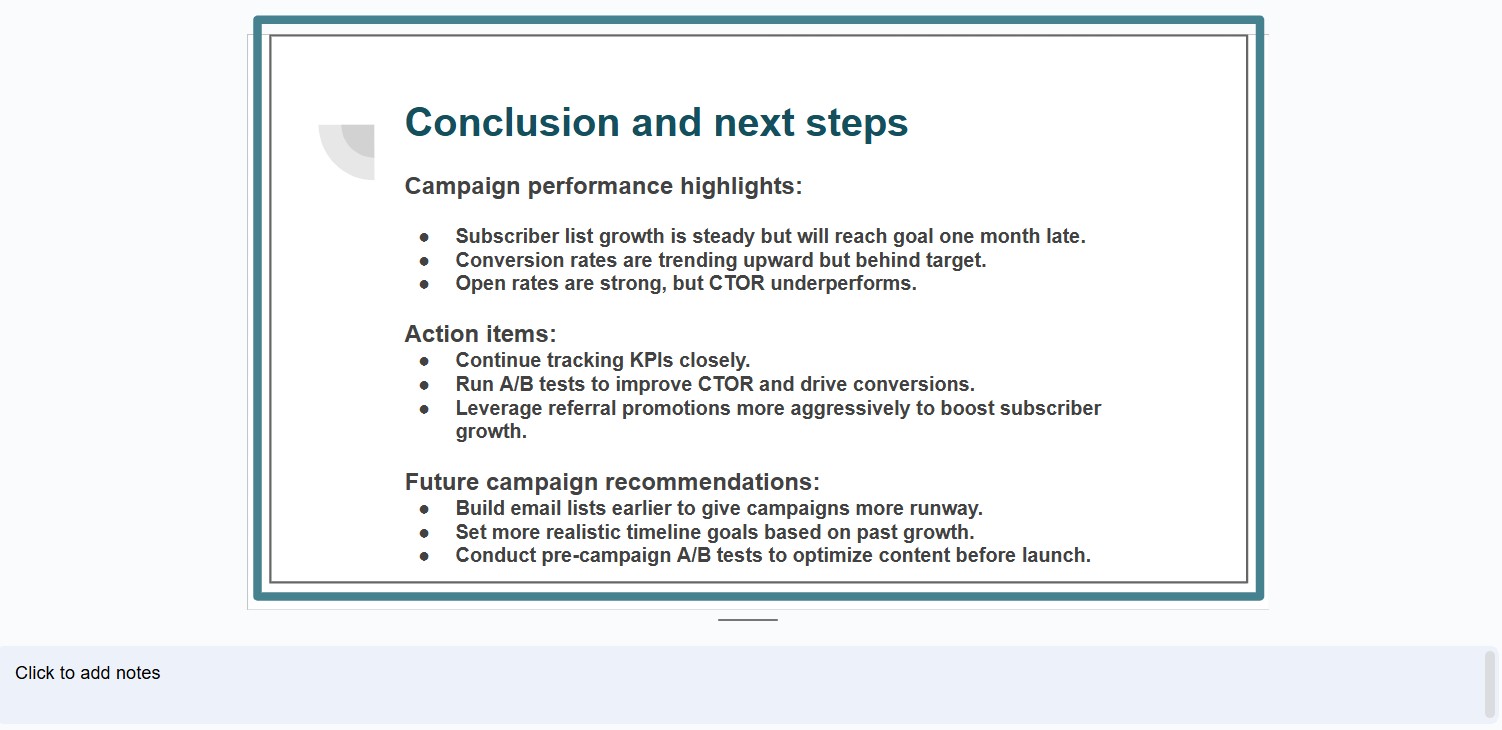 Conclusion and next steps
Campaign performance highlights:
● Subscriber list growth is steady but will reach goal one month late.
● Conversion rates are trending upward but behind target.
● Open rates are strong, but CTOR underperforms.
Action items:
● Continue tracking KPIs closely.
● Run A/B tests to improve CTOR and drive conversions.
● Leverage referral promotions more aggressively to boost subscriber
growth.
Future campaign recommendations:
● Build email lists earlier to give campaigns more runway.
● Set more realistic timeline goals based on past growth.
● Conduct pre-campaign A/B tests to optimize content before launch.
Click to add notes